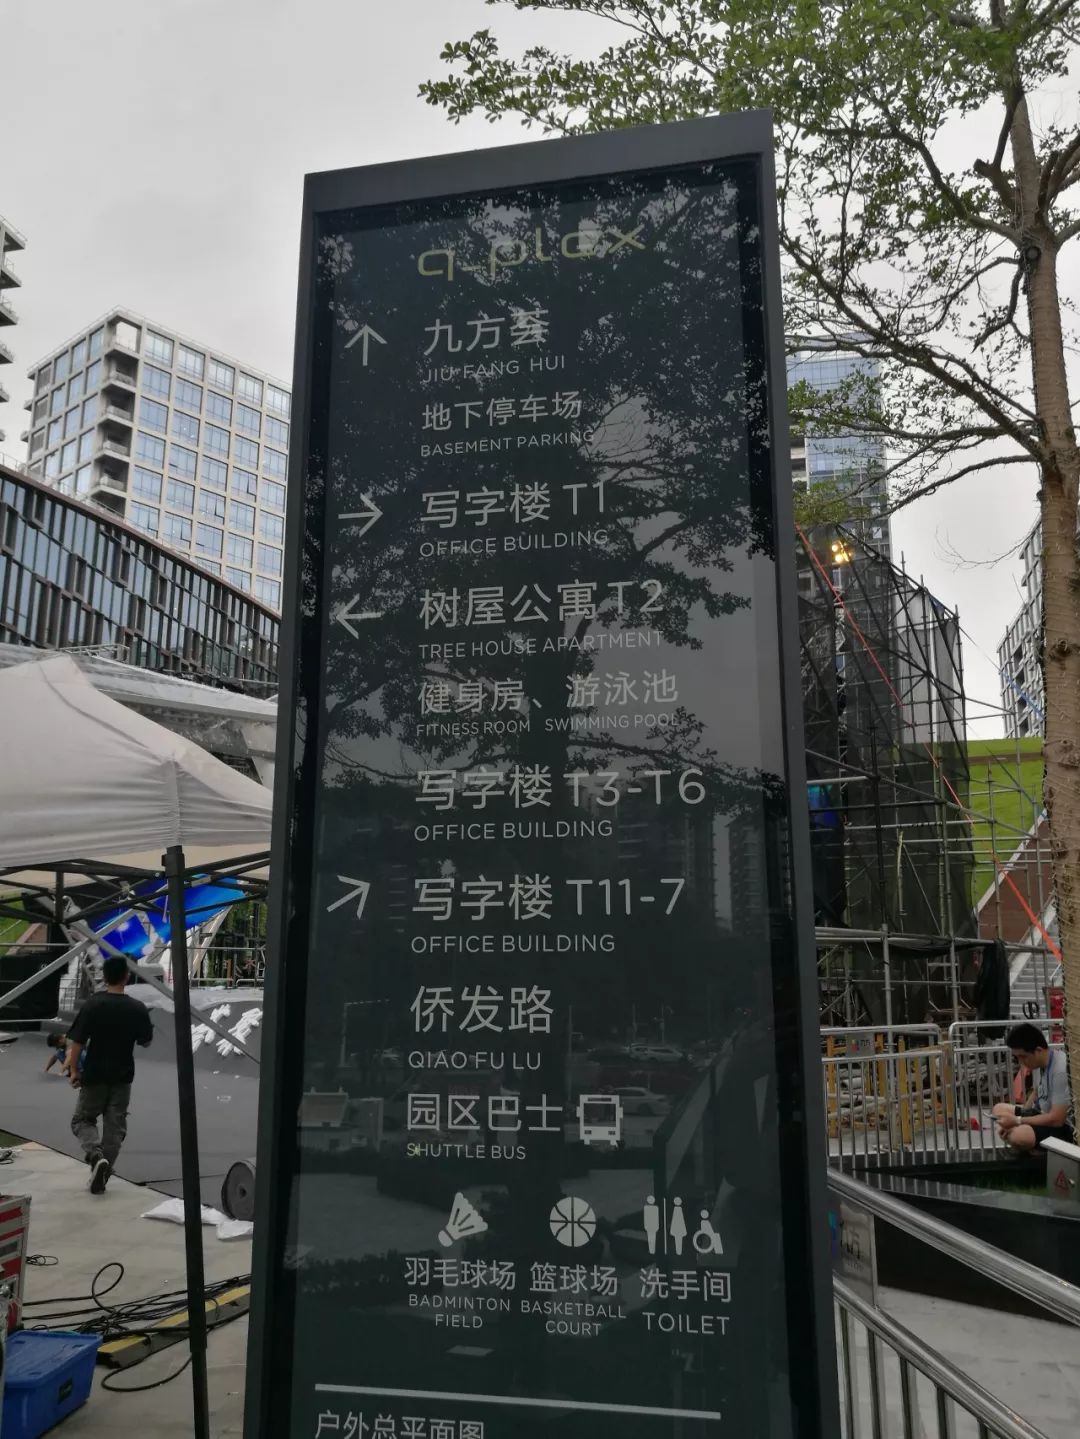 q-plex
九方荟
JIU FANG HUI
地下停车场
BASEMENT PARKING
写字楼 T1
OFFICE BUILDING
树屋公寓 T2
TREE HOUSE APARTMENT
健身房、游泳池
FITNESS ROOM SWIMMING POOL
写字楼 T3-T6
OFFICE BUILDING
写字楼 T11-7
OFFICE BUILDING
侨发路
QIAO FU LU
园区巴士
SHUTTLE BUS
羽毛球场 篮球场 洗手间
BADMINTON FIELD BASKETBALL COURT TOILET
户外总平面图